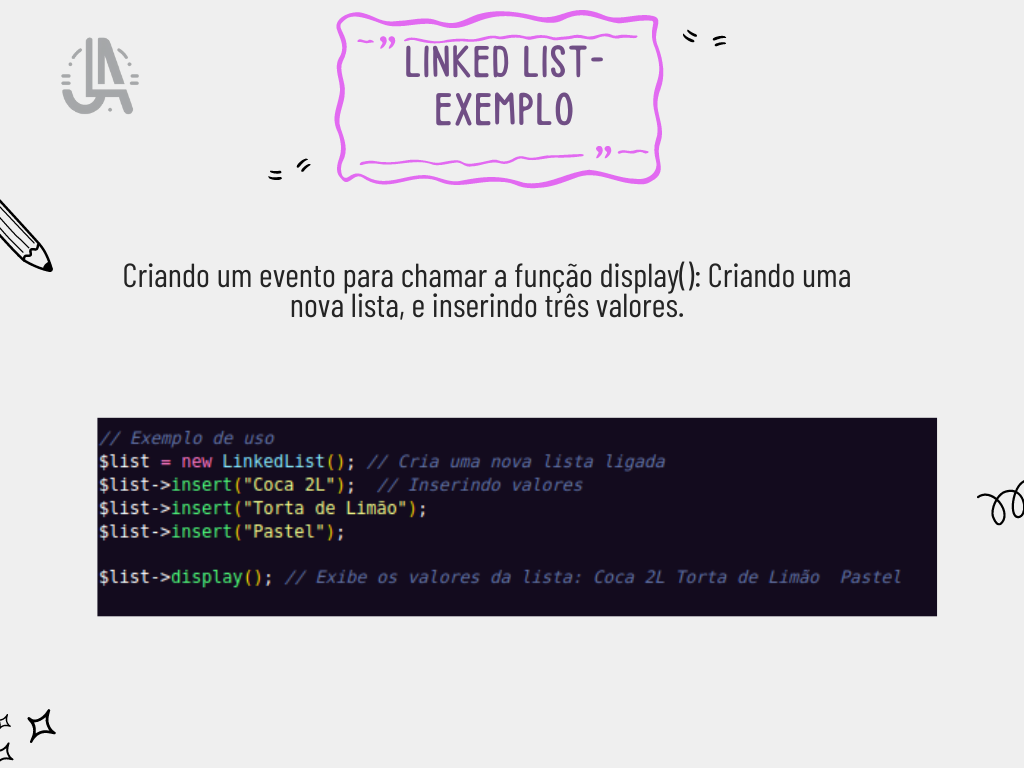 JLA
LINKED LIST-
EXEMPLO
Criando um evento para chamar a função display(): Criando uma
nova lista, e inserindo três valores.
// Exemplo de uso
$list = new LinkedList(); // Cria uma nova lista ligada
$list->insert("Coca 2L");  // Inserindo valores
$list->insert("Torta de Limão");
$list->insert("Pastel");
$list->display(); // Exibe os valores da lista: Coca 2L Torta de Limão  Pastel